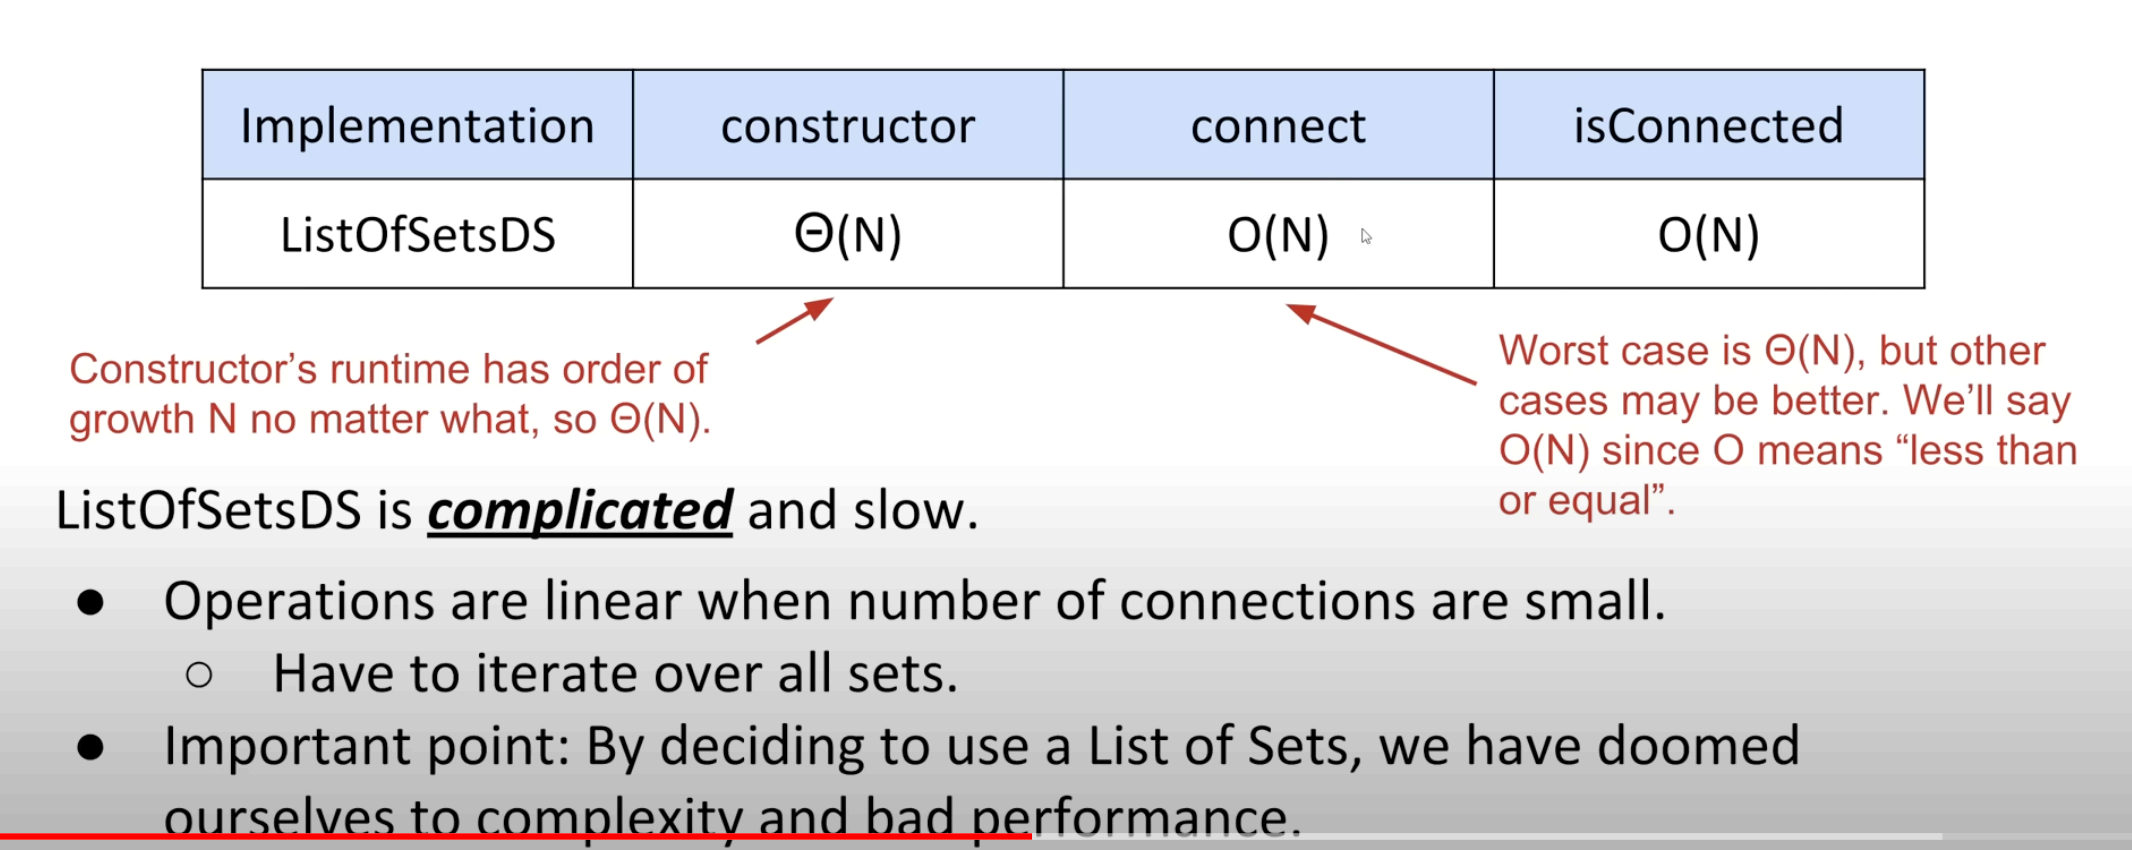 Implementation constructor connect isConnected
ListOfSetsDS Θ(N) O(N) O(N)
Constructor's runtime has order of
growth N no matter what, so Θ(N).
Worst case is Θ(N), but other
cases may be better. We'll say
O(N) since O means “less than
or equal”.
ListOfSetsDS is complicated and slow.
● Operations are linear when number of connections are small.
○ Have to iterate over all sets.
● Important point: By deciding to use a List of Sets, we have doomed
ourselves to complexity and bad performance.